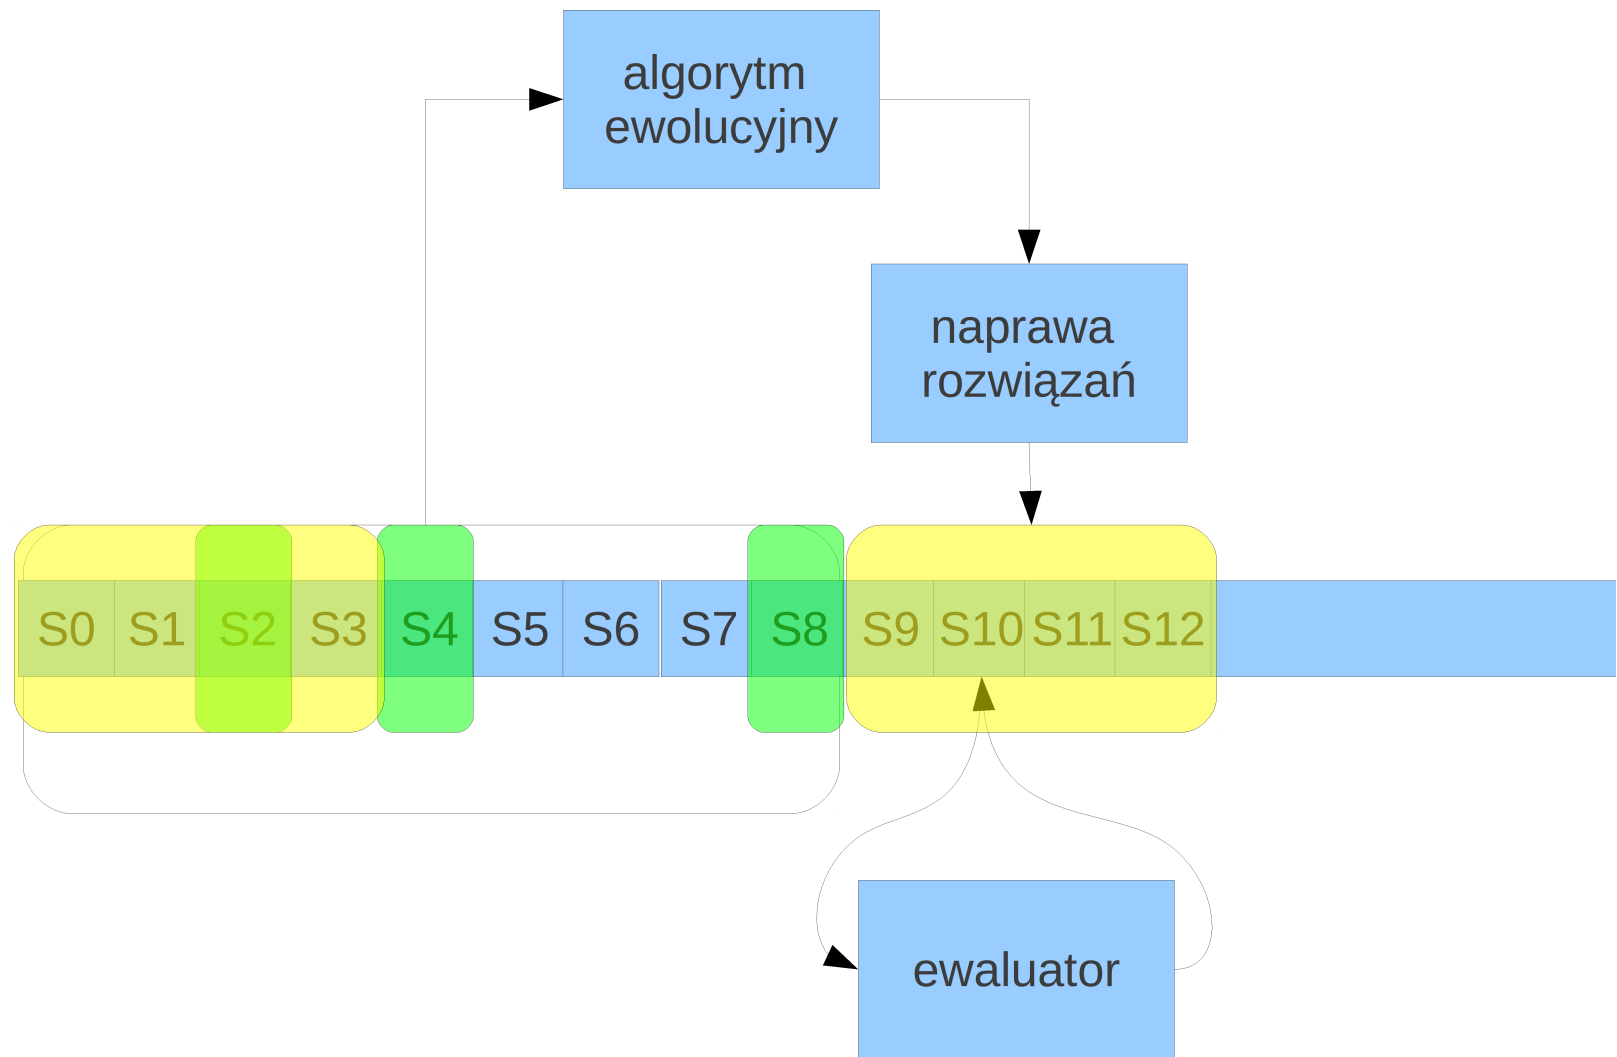 algorytm
ewolucyjny
naprawa
rozwiązań
S0 S1 S2 S3 S4 S5 S6 S7 S8 S9 S10 S11 S12
ewaluator